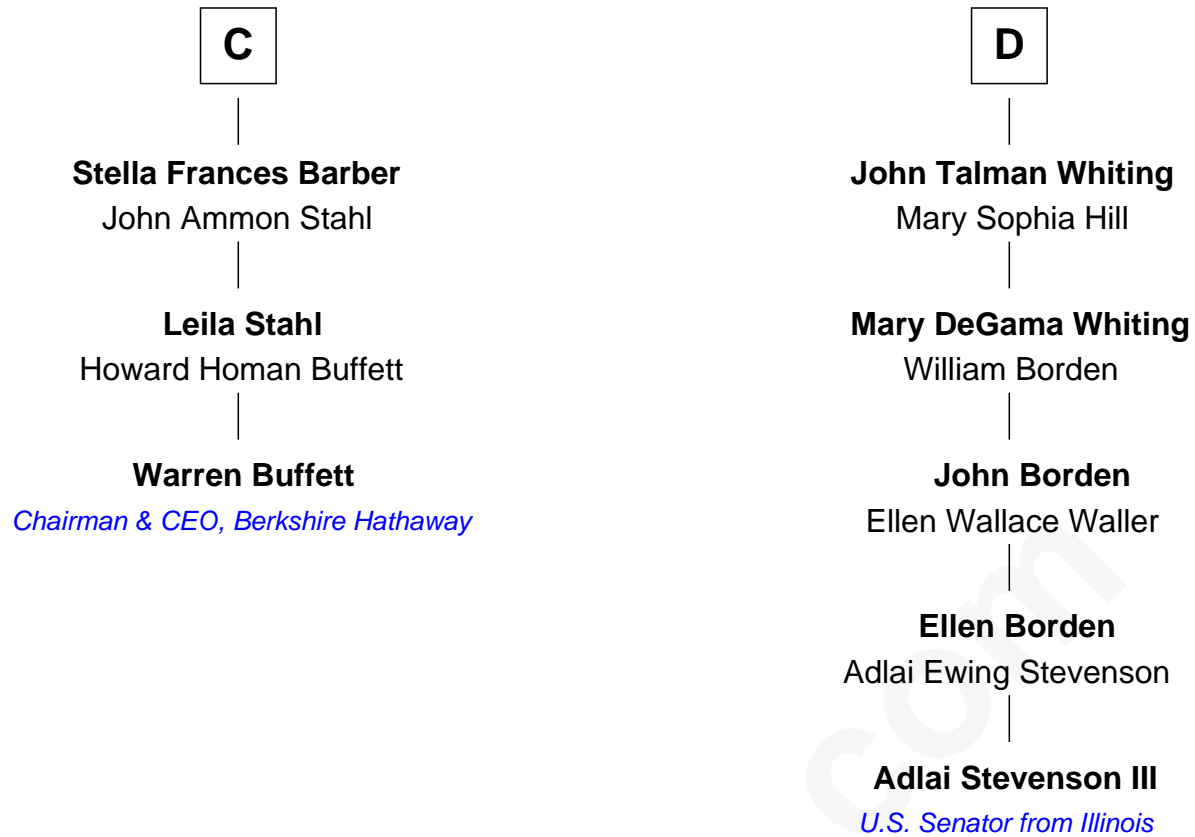 C
Stella Frances Barber
John Ammon Stahl
Leila Stahl
Howard Homan Buffett
Warren Buffett
Chairman & CEO, Berkshire Hathaway
D
John Talman Whiting
Mary Sophia Hill
Mary DeGama Whiting
William Borden
John Borden
Ellen Wallace Waller
Ellen Borden
Adlai Ewing Stevenson
Adlai Stevenson III
U.S. Senator from Illinois
com